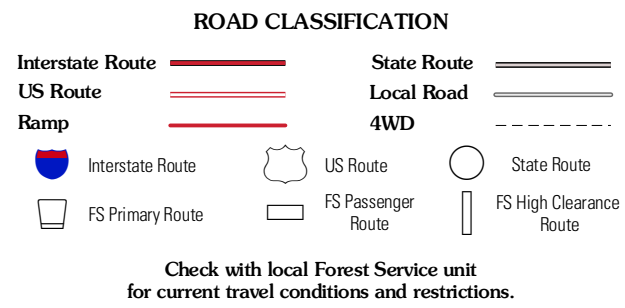 ROAD CLASSIFICATION
Interstate Route
State Route
US Route
Local Road
Ramp
4WD
Interstate Route
US Route
State Route
FS Primary Route
FS Passenger
Route
FS High Clearance
Route
Check with local Forest Service unit
for current travel conditions and restrictions.